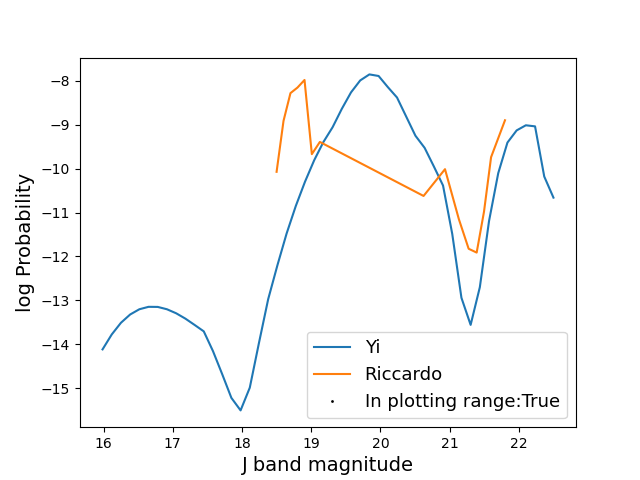 −8
−9
−10
−11
−12
−13
−14
−15
log Probability
16 17 18 19 20 21 22
J band magnitude
Yi
Riccardo
In plotting range:True